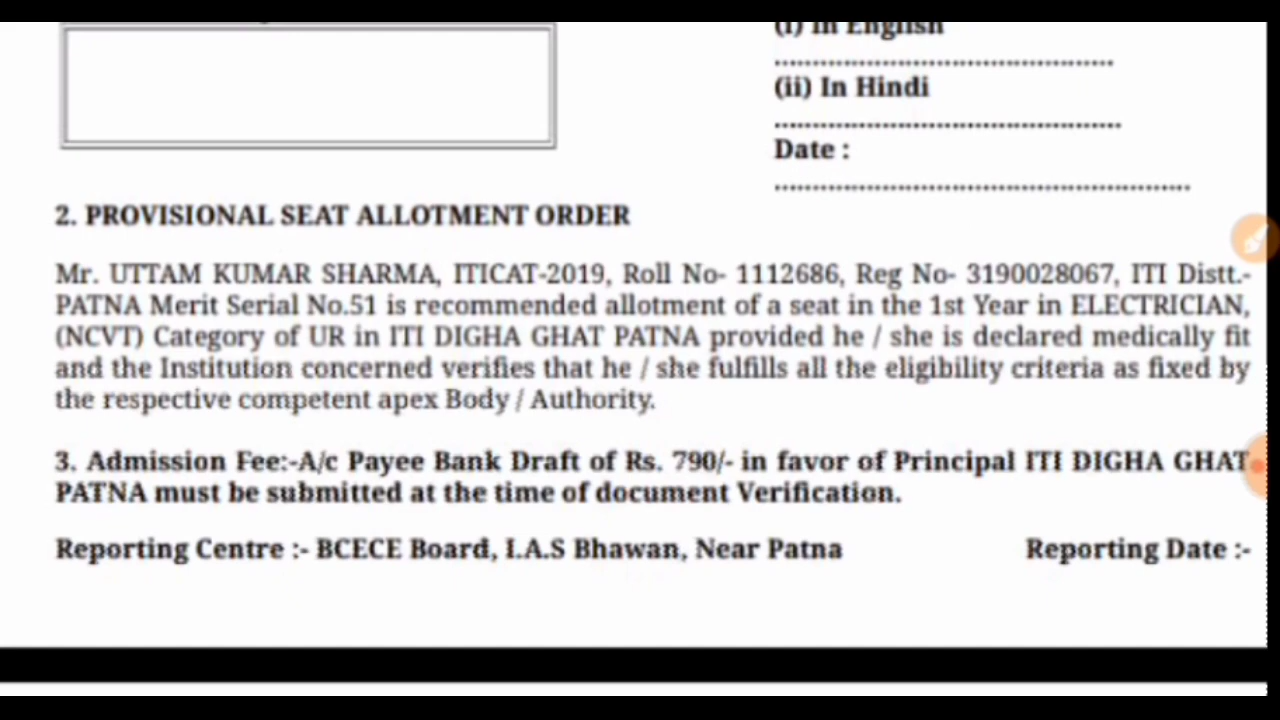 (i) In English
.............................................
(ii) In Hindi
..............................................
Date :
.......................................................
2. PROVISIONAL SEAT ALLOTMENT ORDER
Mr. UTTAM KUMAR SHARMA, ITICAT-2019, Roll No- 1112686, Reg No- 3190028067, ITI Distt.-
PATNA Merit Serial No.51 is recommended allotment of a seat in the 1st Year in ELECTRICIAN,
(NCVT) Category of UR in ITI DIGHA GHAT PATNA provided he / she is declared medically fit
and the Institution concerned verifies that he / she fulfills all the eligibility criteria as fixed by
the respective competent apex Body / Authority.
3. Admission Fee:-A/c Payee Bank Draft of Rs. 790/- in favor of Principal ITI DIGHA GHAT
PATNA must be submitted at the time of document Verification.
Reporting Centre :- BCECE Board, I.A.S Bhawan, Near Patna Reporting Date :-